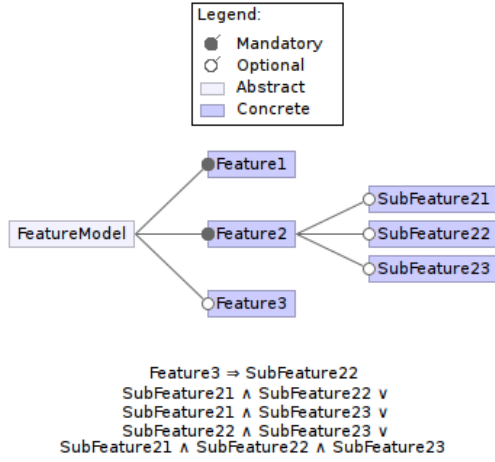 Legend:
Mandatory
Optional
Abstract
Concrete
Feature1
SubFeature21
FeatureModel
Feature2
SubFeature22
SubFeature23
Feature3
Feature3 ⇒ SubFeature22
SubFeature21 ∧ SubFeature22 ∨
SubFeature21 ∧ SubFeature23 ∨
SubFeature22 ∧ SubFeature23 ∨
SubFeature21 ∧ SubFeature22 ∧ SubFeature23